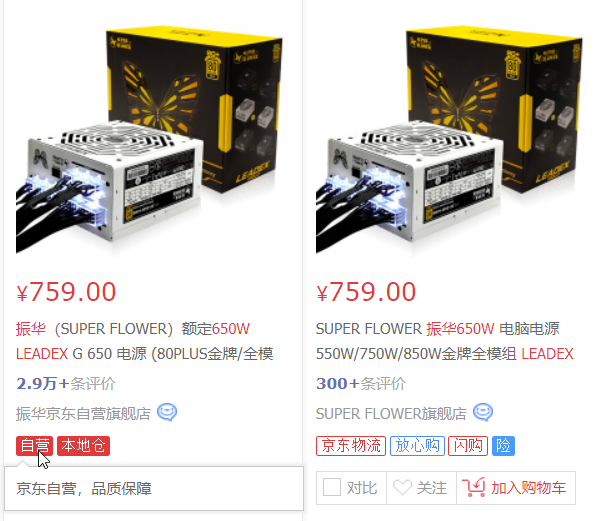 LEADEX
LEADEX
¥759.00
振华（SUPER FLOWER）额定650W
LEADEX G 650 电源 (80PLUS金牌/全模
2.9万+条评价
振华京东自营旗舰店
自营 本地仓
京东自营，品质保障
¥759.00
SUPER FLOWER 振华650W 电脑电源
550W/750W/850W金牌全模组 LEADEX
300+条评价
SUPER FLOWER旗舰店
京东物流 放心购 闪购 险
对比 关注 加入购物车